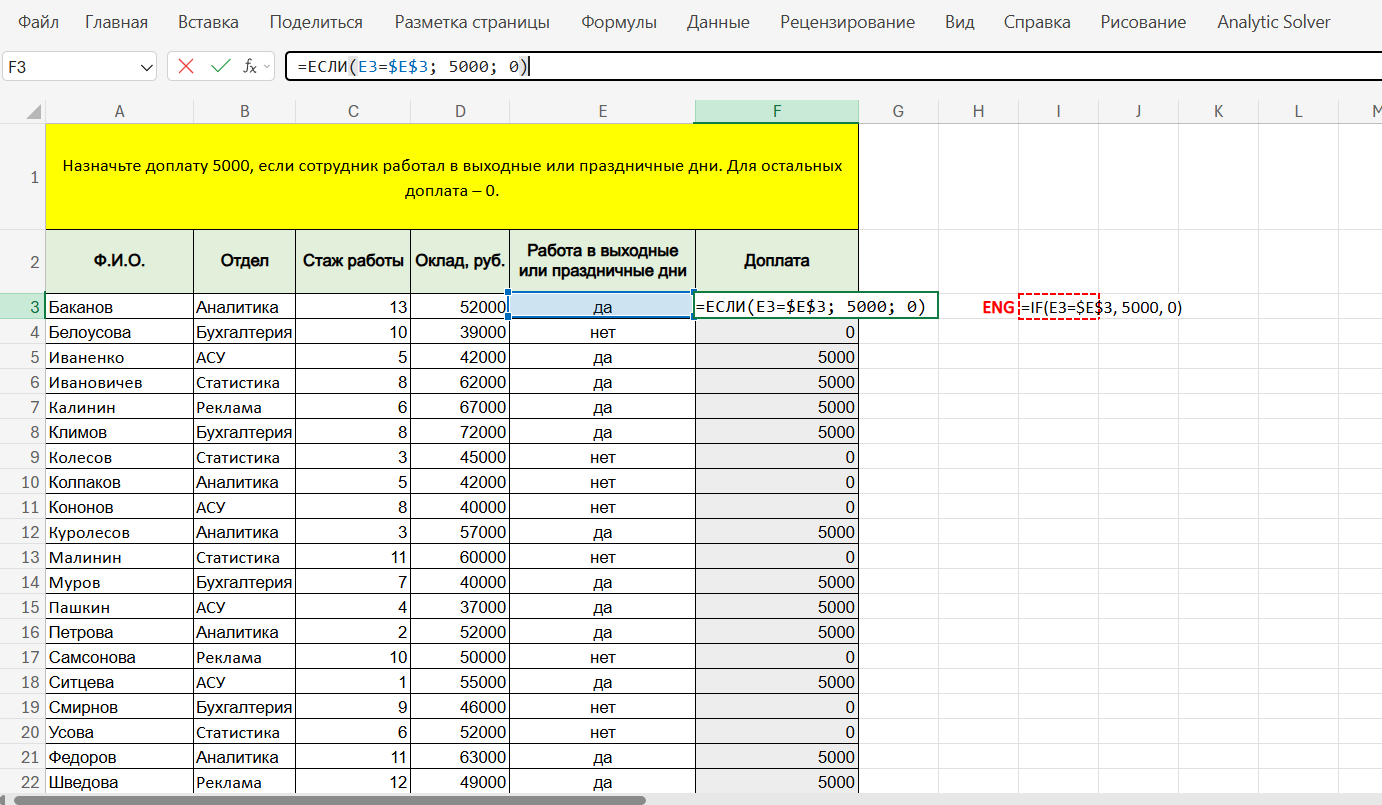 Файл Главная Вставка Поделиться Разметка страницы Формулы Данные Рецензирование Вид Справка Рисование Analytic Solver
F3 fx =ЕСЛИ(E3=$E$3; 5000; 0)
A B C D E F G H I J K L M
1 Назначьте доплату 5000, если сотрудник работал в выходные или праздничные дни. Для остальных
доплата – 0.
2 Ф.И.О. Отдел Стаж работы Оклад, руб. Работа в выходные Доплата
или праздничные дни
3 Баканов Аналитика 13 52000 да =ЕСЛИ(E3=$E$3; 5000; 0) ENG =IF(E3=$E$3, 5000, 0)
4 Белоусова Бухгалтерия 10 39000 нет 0
5 Иваненко АСУ 5 42000 да 5000
6 Ивановичев Статистика 8 62000 да 5000
7 Калинин Реклама 6 67000 да 5000
8 Климов Бухгалтерия 8 72000 да 5000
9 Колесов Статистика 3 45000 нет 0
10 Колпаков Аналитика 5 42000 нет 0
11 Кононов АСУ 8 40000 нет 0
12 Куролесов Аналитика 3 57000 да 5000
13 Малинин Статистика 11 60000 нет 0
14 Муров Бухгалтерия 7 40000 да 5000
15 Пашкин АСУ 4 37000 да 5000
16 Петрова Аналитика 2 52000 да 5000
17 Самсонова Реклама 10 50000 нет 0
18 Ситцева АСУ 1 55000 да 5000
19 Смирнов Бухгалтерия 9 46000 нет 0
20 Усова Статистика 6 52000 нет 0
21 Федоров Аналитика 11 63000 да 5000
22 Шведова Реклама 12 49000 да 5000